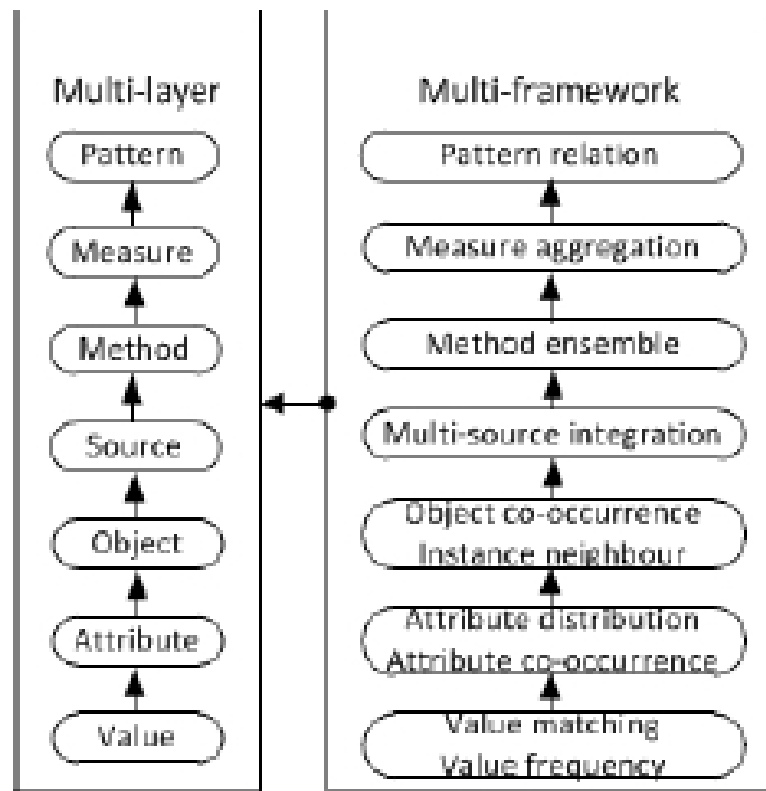 Multi-layer
Pattern
Measure
Method
Source
Object
Attribute
Value
Multi-framework
Pattern relation
Measure aggregation
Method ensemble
Multi-source integration
Object co-occurrence
Instance neighbour
Attribute distribution
Attribute co-occurrence
Value matching
Value frequency